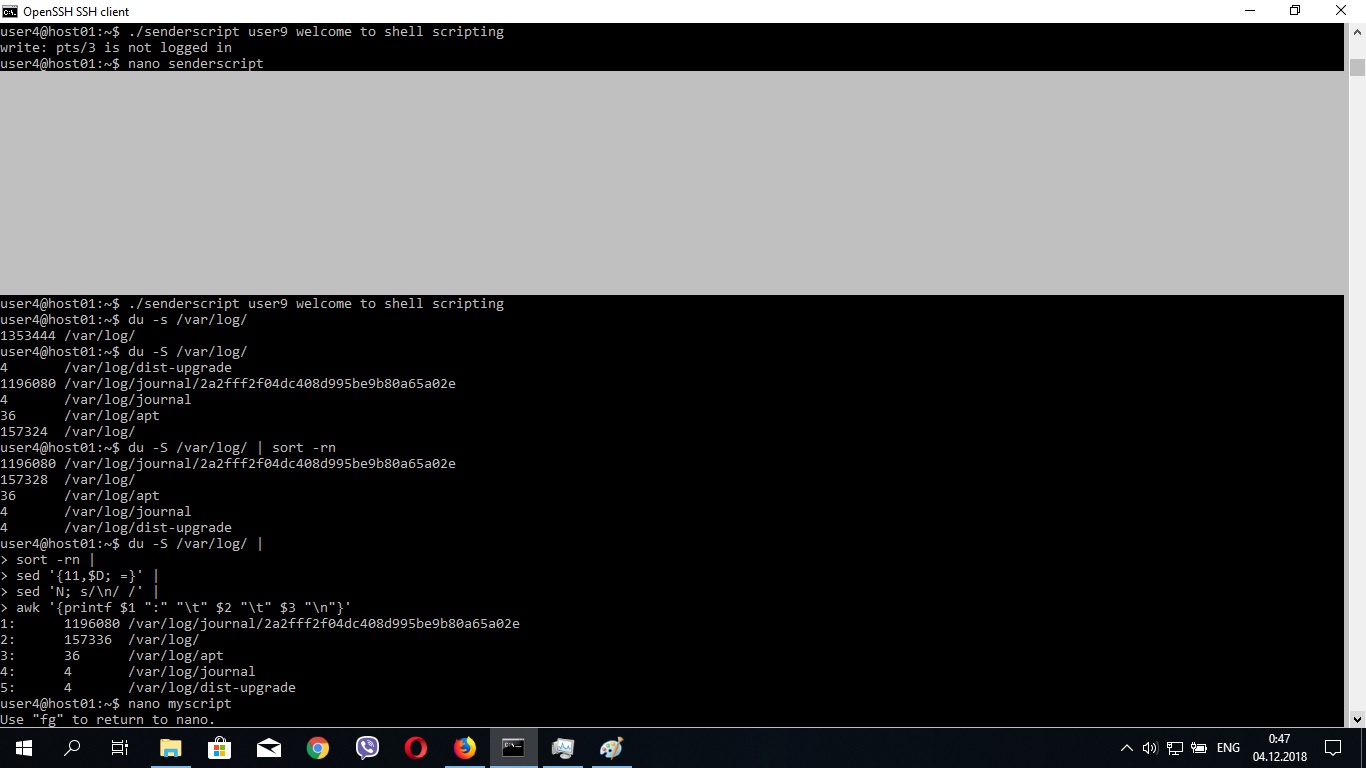 OpenSSH SSH client
user4@host01:~$ ./senderscript user9 welcome to shell scripting
write: pts/3 is not logged in
user4@host01:~$ nano senderscript
user4@host01:~$ ./senderscript user9 welcome to shell scripting
user4@host01:~$ du -s /var/log/
1353444 /var/log/
user4@host01:~$ du -S /var/log/
4       /var/log/dist-upgrade
1196080 /var/log/journal/2a2fff2f04dc408d995be9b80a65a02e
4       /var/log/journal
36      /var/log/apt
157324  /var/log/
user4@host01:~$ du -S /var/log/ | sort -rn
1196080 /var/log/journal/2a2fff2f04dc408d995be9b80a65a02e
157328  /var/log/
36      /var/log/apt
4       /var/log/journal
4       /var/log/dist-upgrade
user4@host01:~$ du -S /var/log/ |
> sort -rn |
> sed '{11,$D; =}' |
> sed 'N; s/\n/ /' |
> awk '{printf $1 ":" "\t" $2 "\t" $3 "\n"}'
1:      1196080 /var/log/journal/2a2fff2f04dc408d995be9b80a65a02e
2:      157336  /var/log/
3:      36      /var/log/apt
4:      4       /var/log/journal
5:      4       /var/log/dist-upgrade
user4@host01:~$ nano myscript
Use "fg" to return to nano.
ENG
0:47
04.12.2018